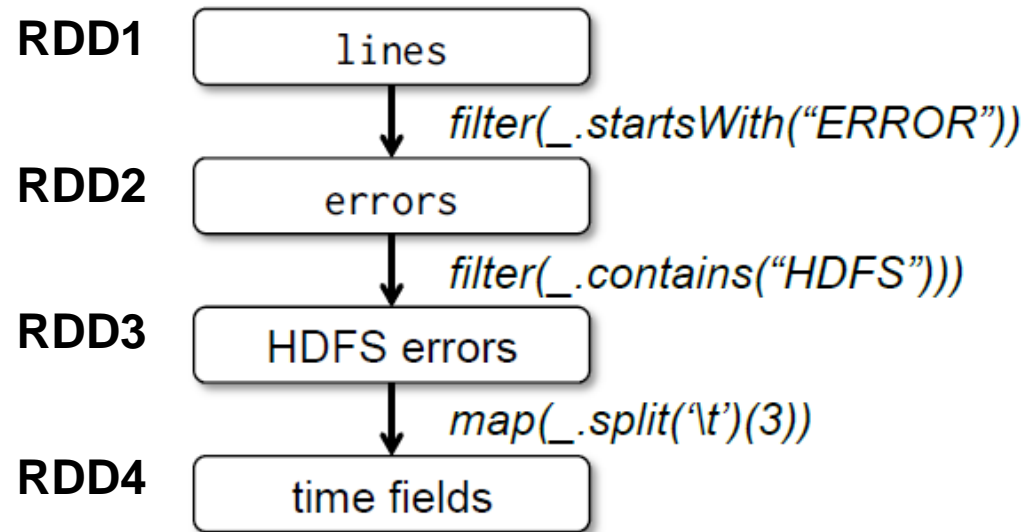 RDD1
lines
filter(_.startsWith(“ERROR”))
RDD2
errors
filter(_.contains(“HDFS”)))
RDD3
HDFS errors
map(_.split(‘\t’)(3))
RDD4
time fields